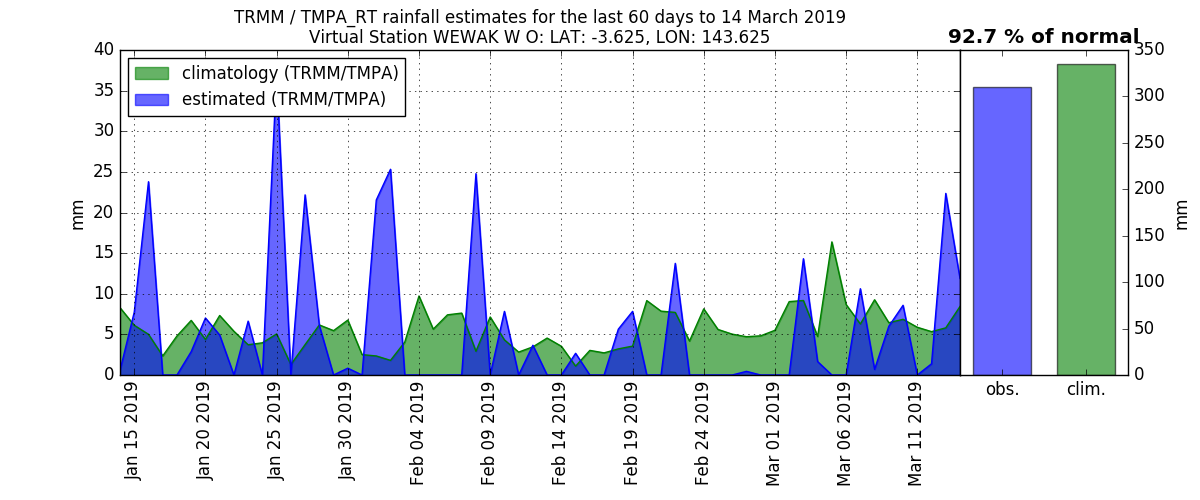 TRMM / TMPA_RT rainfall estimates for the last 60 days to 14 March 2019
Virtual Station WEWAK W O: LAT: -3.625, LON: 143.625
92.7 % of normal
climatology (TRMM/TMPA)
estimated (TRMM/TMPA)
mm
40
35
30
25
20
15
10
5
0
Jan 15 2019
Jan 20 2019
Jan 25 2019
Jan 30 2019
Feb 04 2019
Feb 09 2019
Feb 14 2019
Feb 19 2019
Feb 24 2019
Mar 01 2019
Mar 06 2019
Mar 11 2019
obs.
clim.
350
300
250
200
150
100
50
0
mm